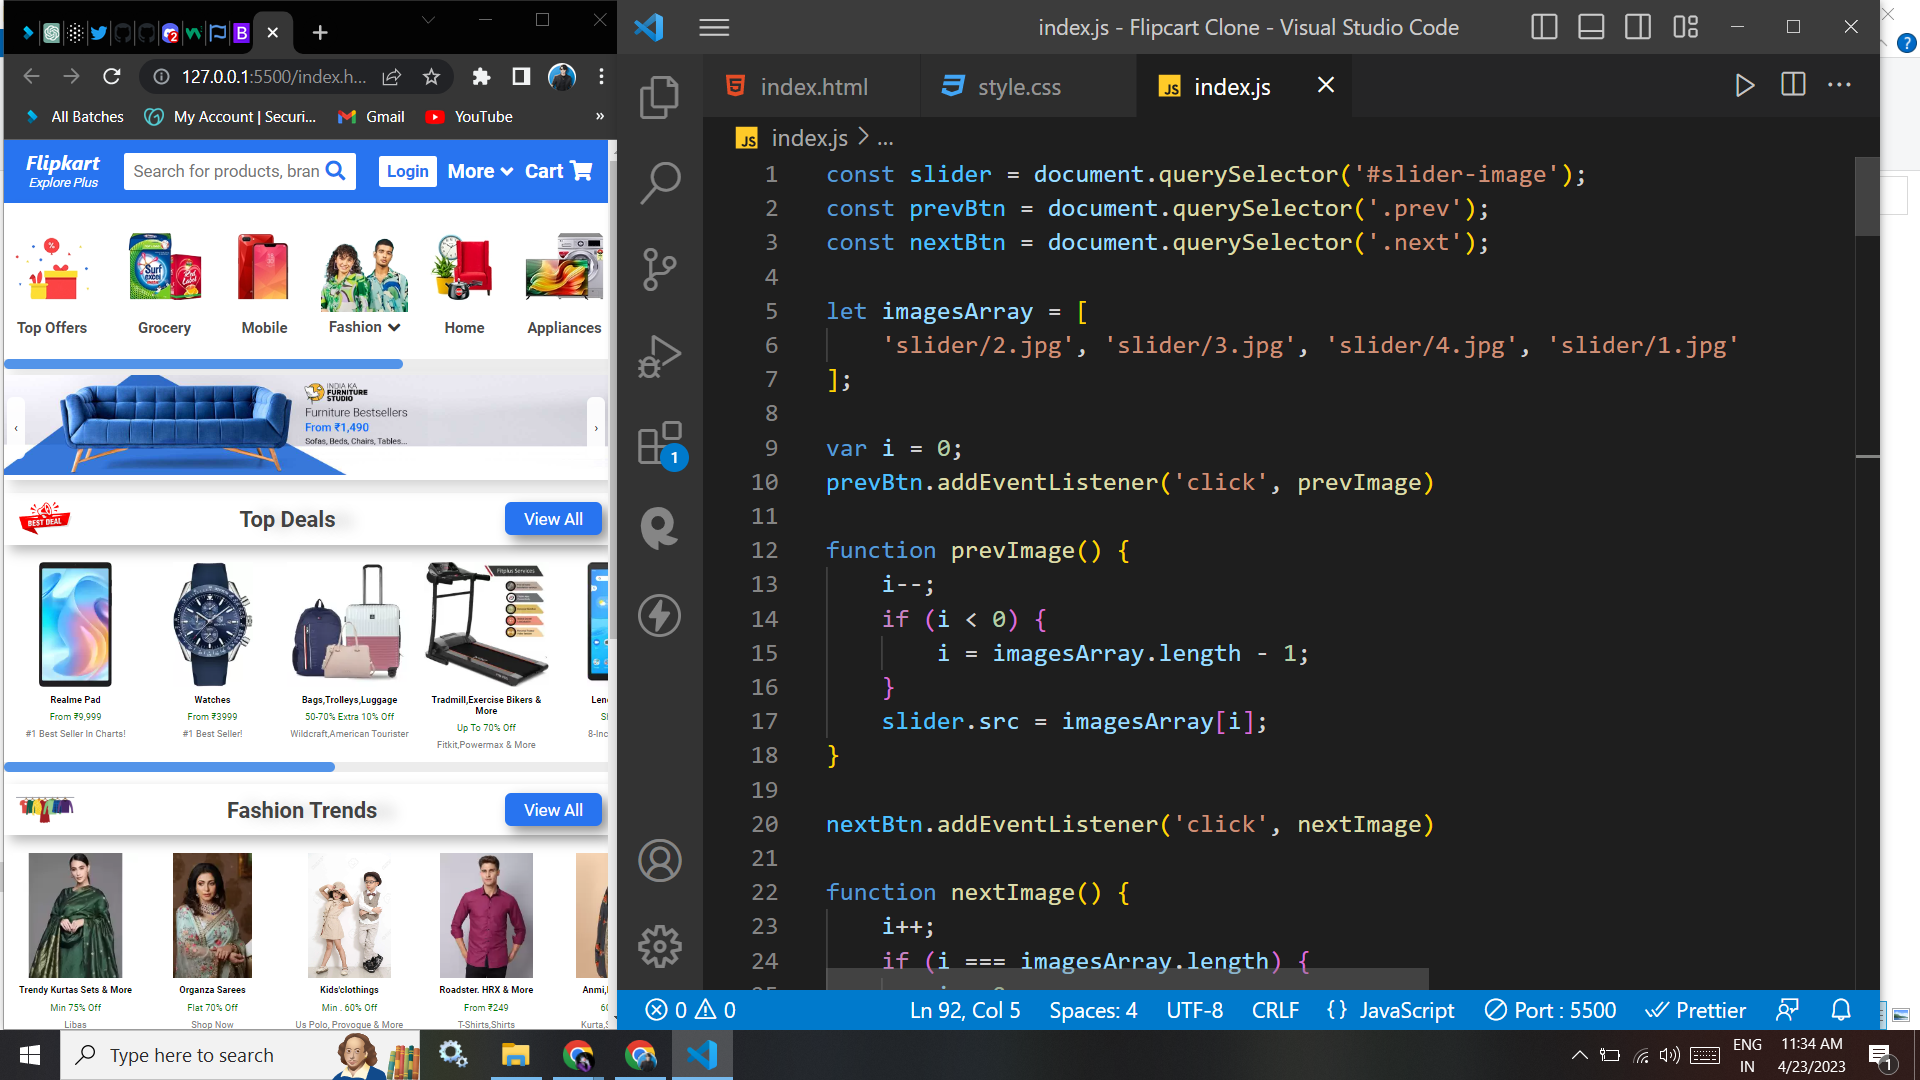 index.js - Flipcart Clone - Visual Studio Code
127.0.0.1:5500/index.h...
All Batches
My Account | Securi...
Gmail
YouTube
»
Flipkart
Explore Plus
Search for products, bran
Login
More
Cart
Top Offers
Grocery
Mobile
Fashion
Home
Appliances
INDIA KA
FURNITURE
STUDIO
Furniture Bestsellers
From ₹1,490
Sofas, Beds, Chairs, Tables...
BEST DEAL
Top Deals
View All
Realme Pad
From ₹9,999
#1 Best Seller In Charts!
Watches
From ₹3999
#1 Best Seller!
Bags,Trolleys,Luggage
50-70% Extra 10% Off
Wildcraft,American Tourister
Fitplus Services
Tradmill,Exercise Bikers &
More
Up To 70% Off
Fitkit,Powermax & More
Len
8-Inc
Fashion Trends
View All
Trendy Kurtas Sets & More
Min 75% Off
Libas
Organza Sarees
Flat 70% Off
Shop Now
Kids'clothings
Min . 60% Off
Us Polo, Provogue & More
Roadster. HRX & More
From ₹249
T-Shirts,Shirts
Anmi,
60
Kurta,S
index.html
style.css
index.js
index.js > ...
1 const slider = document.querySelector('#slider-image');
2 const prevBtn = document.querySelector('.prev');
3 const nextBtn = document.querySelector('.next');
4
5 let imagesArray = [
6 'slider/2.jpg', 'slider/3.jpg', 'slider/4.jpg', 'slider/1.jpg'
7 ];
8
9 var i = 0;
10 prevBtn.addEventListener('click', prevImage)
11
12 function prevImage() {
13 i--;
14 if (i < 0) {
15 i = imagesArray.length - 1;
16 }
17 slider.src = imagesArray[i];
18 }
19
20 nextBtn.addEventListener('click', nextImage)
21
22 function nextImage() {
23 i++;
24 if (i === imagesArray.length) {
1
0 0
Ln 92, Col 5
Spaces: 4
UTF-8
CRLF
{ } JavaScript
Port : 5500
Prettier
Type here to search
ENG
IN
11:34 AM
4/23/2023
1